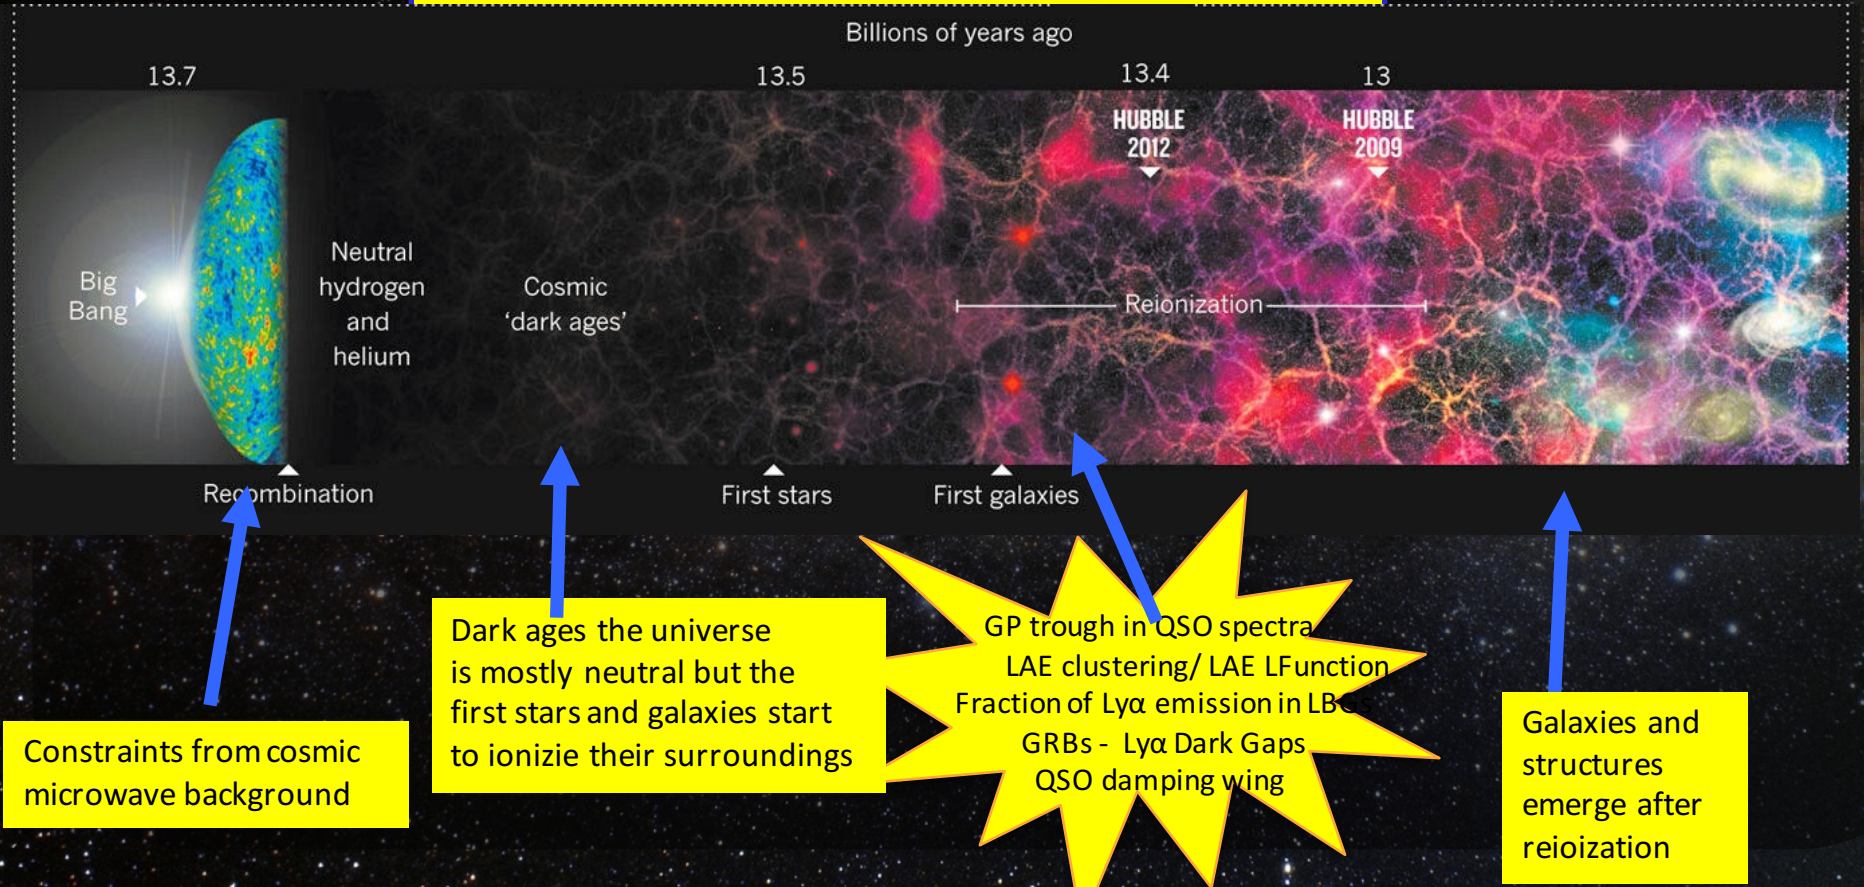 Billions of years ago
13.7
13.5
13.4
13
HUBBLE
2012
HUBBLE
2009
Big
Bang
Neutral
hydrogen
and
helium
Cosmic
‘dark ages’
Reionization
Recombination
First stars
First galaxies
Constraints from cosmic
microwave background
Dark ages the universe
is mostly neutral but the
first stars and galaxies start
to ionizie their surroundings
GP trough in QSO spectra
LAE clustering/ LAE LFunction
Fraction of Lyα emission in LBGs
GRBs - Lyα Dark Gaps
QSO damping wing
Galaxies and
structures
emerge after
reioization